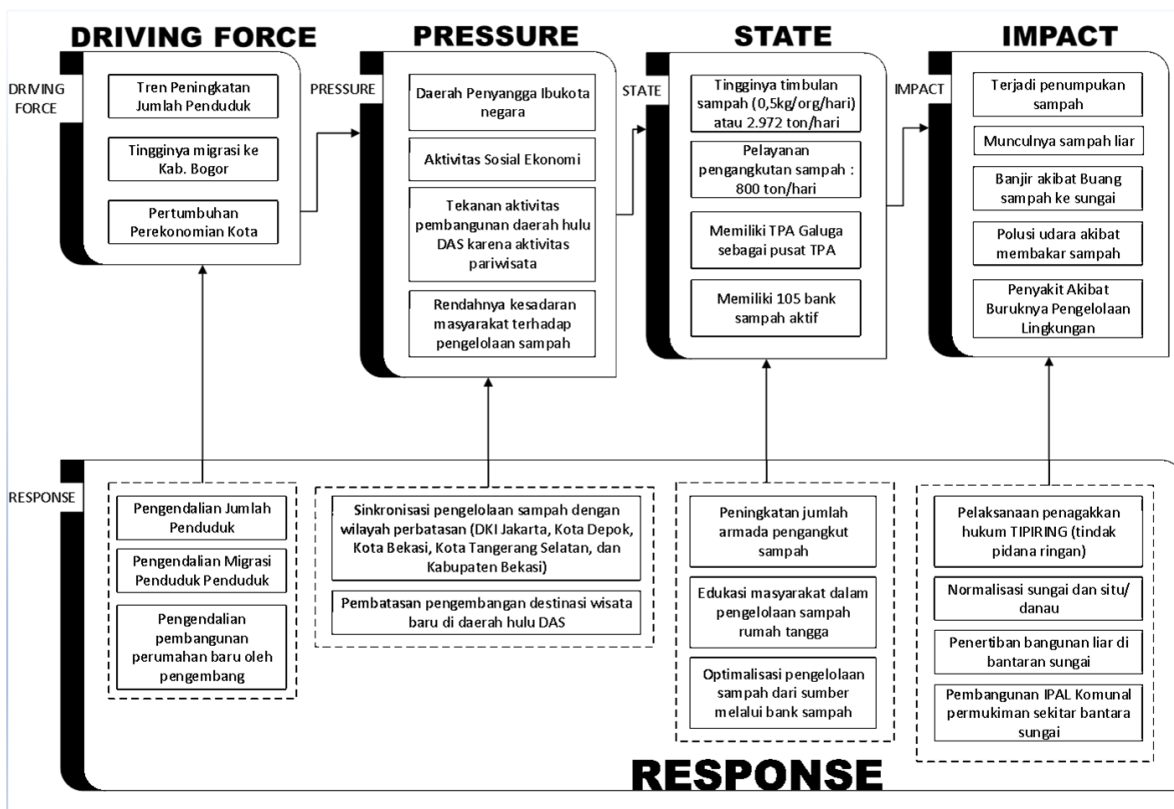 DRIVING FORCE
PRESSURE
STATE
IMPACT
DRIVING
FORCE
Tren Peningkatan
Jumlah Penduduk
Tingginya migrasi ke
Kab. Bogor
Pertumbuhan
Perekonomian Kota
PRESSURE
Daerah Penyangga Ibukota
negara
Aktivitas Sosial Ekonomi
Tekanan aktivitas
pembangunan daerah hulu
DAS karena aktivitas
pariwisata
Rendahnya kesadaran
masyarakat terhadap
pengelolaan sampah
STATE
Tingginya timbulan
sampah (0,5kg/org/hari)
atau 2.972 ton/hari
Pelayanan
pengangkutan sampah :
800 ton/hari
Memiliki TPA Galuga
sebagai pusat TPA
Memiliki 105 bank
sampah aktif
IMPACT
Terjadi penumpukan
sampah
Munculnya sampah liar
Banjir akibat Buang
sampah ke sungai
Polusi udara akibat
membakar sampah
Penyakit Akibat
Buruknya Pengelolaan
Lingkungan
RESPONSE
Pengendalian Jumlah
Penduduk
Pengendalian Migrasi
Penduduk Penduduk
Pengendalian
pembangunan
perumahan baru oleh
pengembang
Sinkronisasi pengelolaan sampah dengan
wilayah perbatasan (DKI Jakarta, Kota Depok,
Kota Bekasi, Kota Tangerang Selatan, dan
Kabupaten Bekasi)
Pembatasan pengembangan destinasi wisata
baru di daerah hulu DAS
Peningkatan jumlah
armada pengangkut
sampah
Edukasi masyarakat dalam
pengelolaan sampah
rumah tangga
Optimalisasi pengelolaan
sampah dari sumber
melalui bank sampah
Pelaksanaan penagakkan
hukum TIPIRING (tindak
pidana ringan)
Normalisasi sungai dan situ/
danau
Penertiban bangunan liar di
bantaran sungai
Pembangunan IPAL Komunal
permukiman sekitar bantara
sungai
RESPONSE